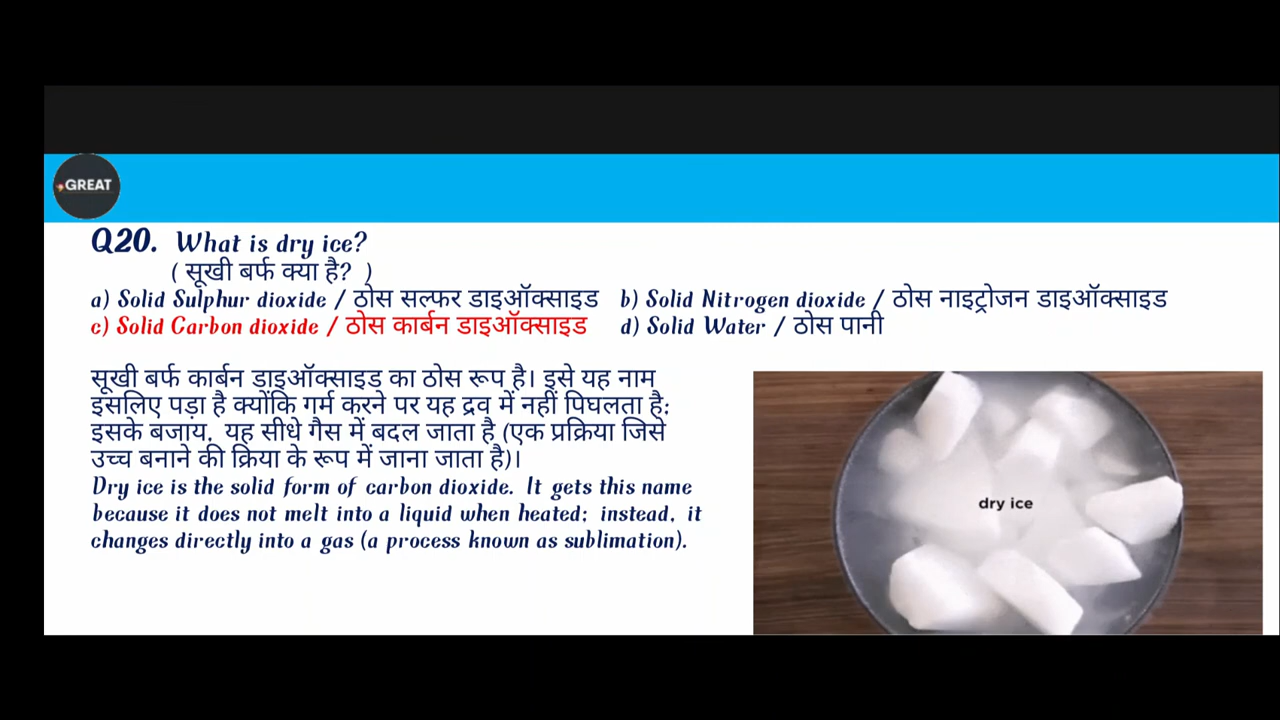 GREAT
Q20. What is dry ice?
( सूखी बर्फ क्या है? )
a) Solid Sulphur dioxide / ठोस सल्फर डाइऑक्साइड b) Solid Nitrogen dioxide / ठोस नाइट्रोजन डाइऑक्साइड
c) Solid Carbon dioxide / ठोस कार्बन डाइऑक्साइड d) Solid Water / ठोस पानी
सूखी बर्फ कार्बन डाइऑक्साइड का ठोस रूप है। इसे यह नाम
इसलिए पड़ा है क्योंकि गर्म करने पर यह द्रव में नहीं पिघलता है;
इसके बजाय, यह सीधे गैस में बदल जाता है (एक प्रक्रिया जिसे
उच्च बनाने की क्रिया के रूप में जाना जाता है)।
Dry ice is the solid form of carbon dioxide. It gets this name
because it does not melt into a liquid when heated; instead, it
changes directly into a gas (a process known as sublimation).
dry ice